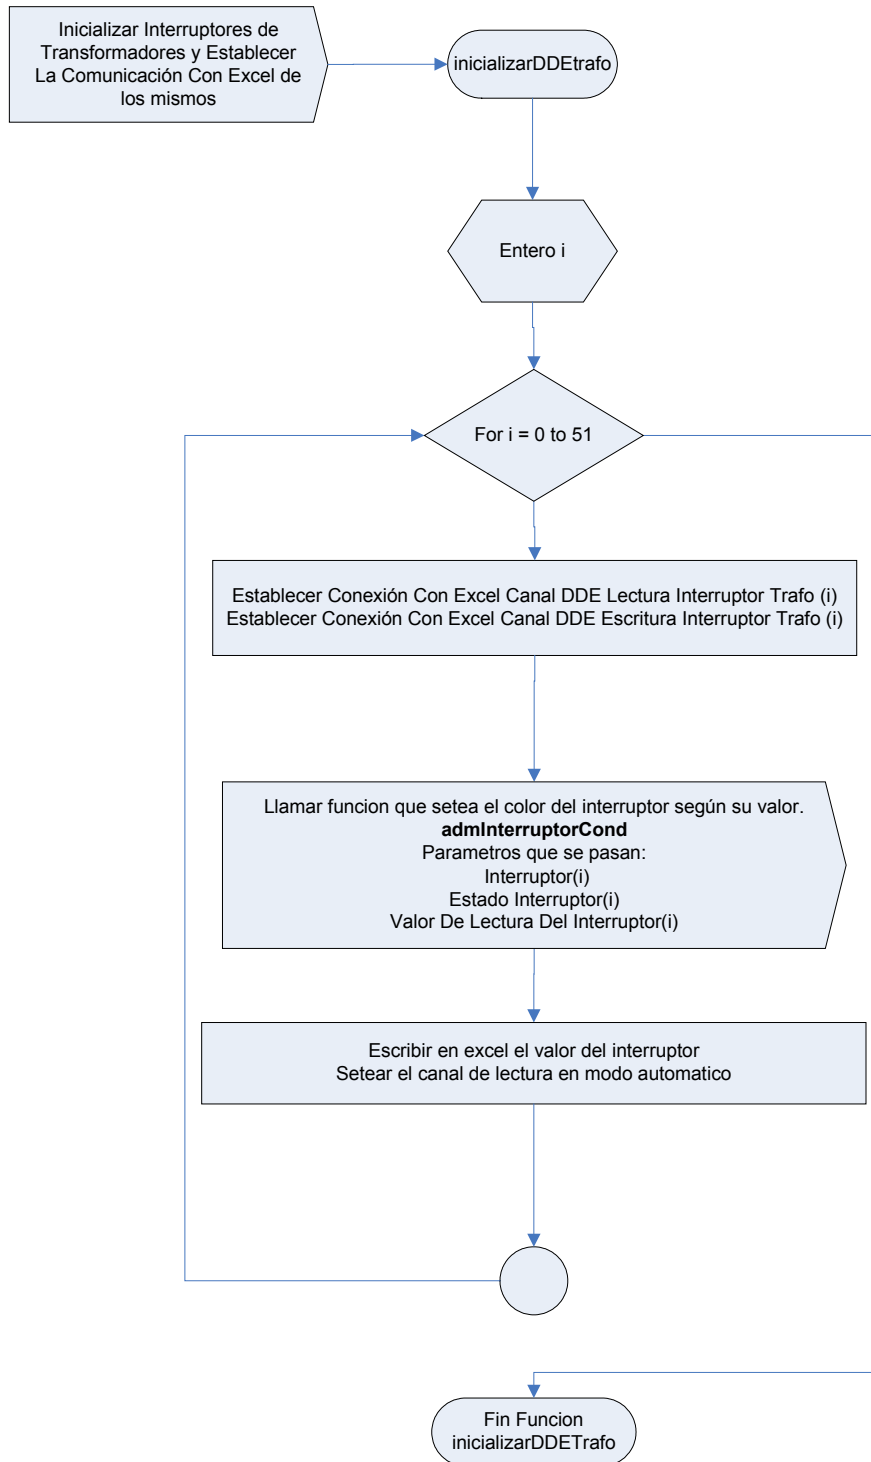 Inicializar Interruptores de
Transformadores y Establecer
La Comunicación Con Excel de
los mismos
inicializarDDEtrafo
Entero i
For i = 0 to 51
Establecer Conexión Con Excel Canal DDE Lectura Interruptor Trafo (i)
Establecer Conexión Con Excel Canal DDE Escritura Interruptor Trafo (i)
Llamar funcion que setea el color del interruptor según su valor.
admInterruptorCond
Parametros que se pasan:
Interruptor(i)
Estado Interruptor(i)
Valor De Lectura Del Interruptor(i)
Escribir en excel el valor del interruptor
Setear el canal de lectura en modo automatico
Fin Funcion
inicializarDDETrafo